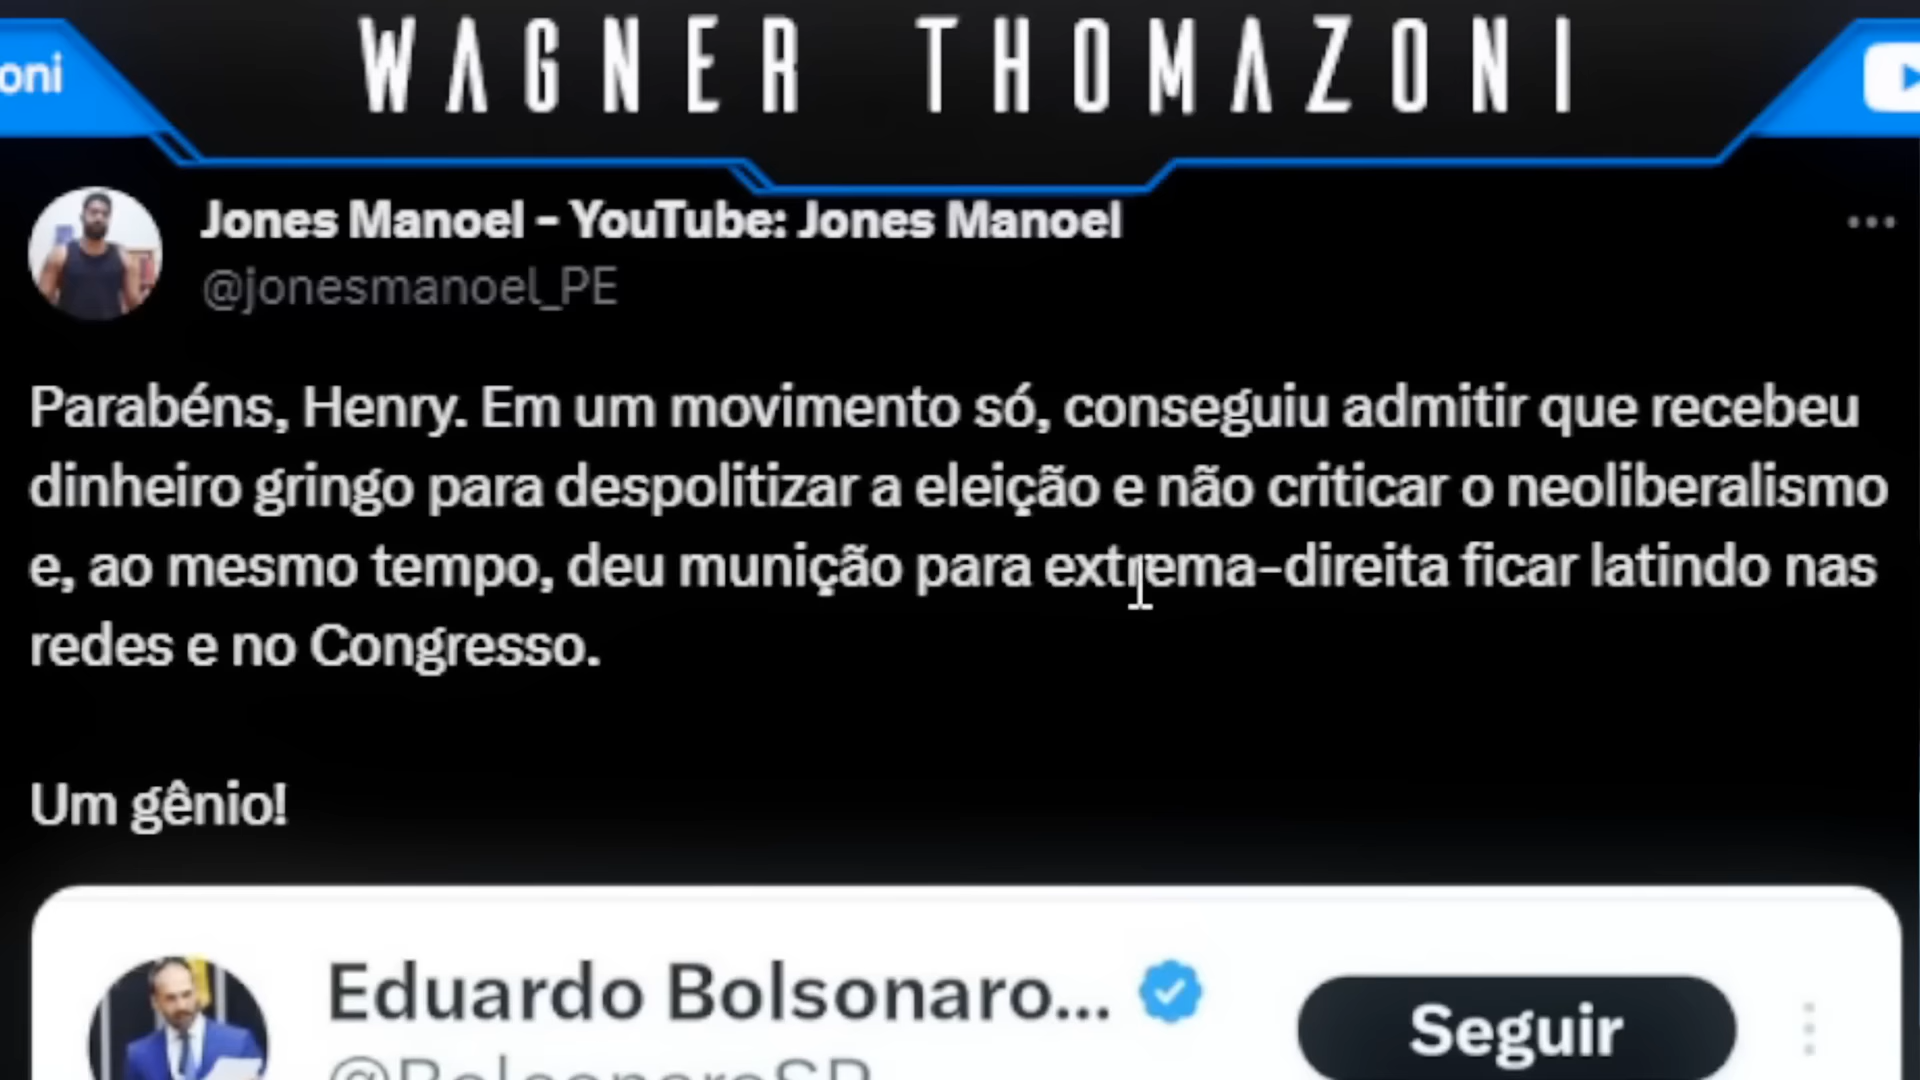 WAGNER THOMAZONI
oni
Jones Manoel - YouTube: Jones Manoel
@jonesmanoel_PE
Parabéns, Henry. Em um movimento só, conseguiu admitir que recebeu
dinheiro gringo para despolitizar a eleição e não criticar o neoliberalismo
e, ao mesmo tempo, deu munição para extrema-direita ficar latindo nas
redes e no Congresso.
Um gênio!
Eduardo Bolsonaro...
Seguir
@BolsonaroSP